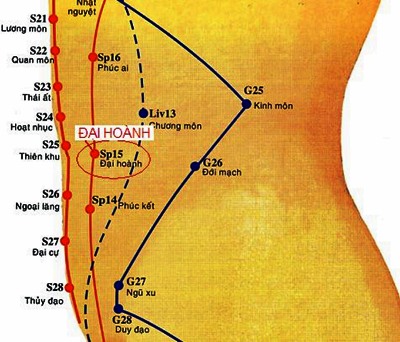 Nhật
nguyệt
S21
Lương môn
S22
Quan môn
Sp16
Phúc ai
S23
Thái ất
G25
Kinh môn
S24
Hoạt nhục
Liv13
Chương môn
ĐẠI HOÀNH
S25
Thiên khu
Sp15
Đại hoành
G26
Đới mạch
S26
Ngoại lăng
Sp14
Phúc kết
S27
Đại cự
G27
Ngũ xu
S28
Thủy đạo
G28
Duy đạo